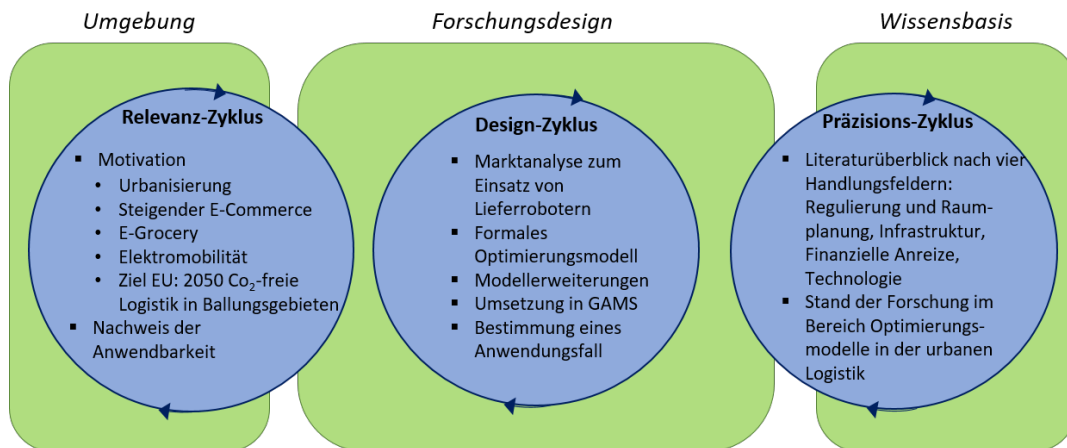 Umgebung
Forschungsdesign
Wissensbasis
Relevanz-Zyklus
▪ Motivation
• Urbanisierung
• Steigender E-Commerce
• E-Grocery
• Elektromobilität
• Ziel EU: 2050 Co₂-freie
Logistik in Ballungsgebieten
▪ Nachweis der
Anwendbarkeit
Design-Zyklus
▪ Marktanalyse zum
Einsatz von
Lieferrobotern
▪ Formales
Optimierungsmodell
▪ Modellerweiterungen
▪ Umsetzung in GAMS
▪ Bestimmung eines
Anwendungsfall
Präzisions-Zyklus
▪ Literaturüberblick nach vier
Handlungsfeldern:
Regulierung und Raum-
planung, Infrastruktur,
Finanzielle Anreize,
Technologie
▪ Stand der Forschung im
Bereich Optimierungs-
modelle in der urbanen
Logistik